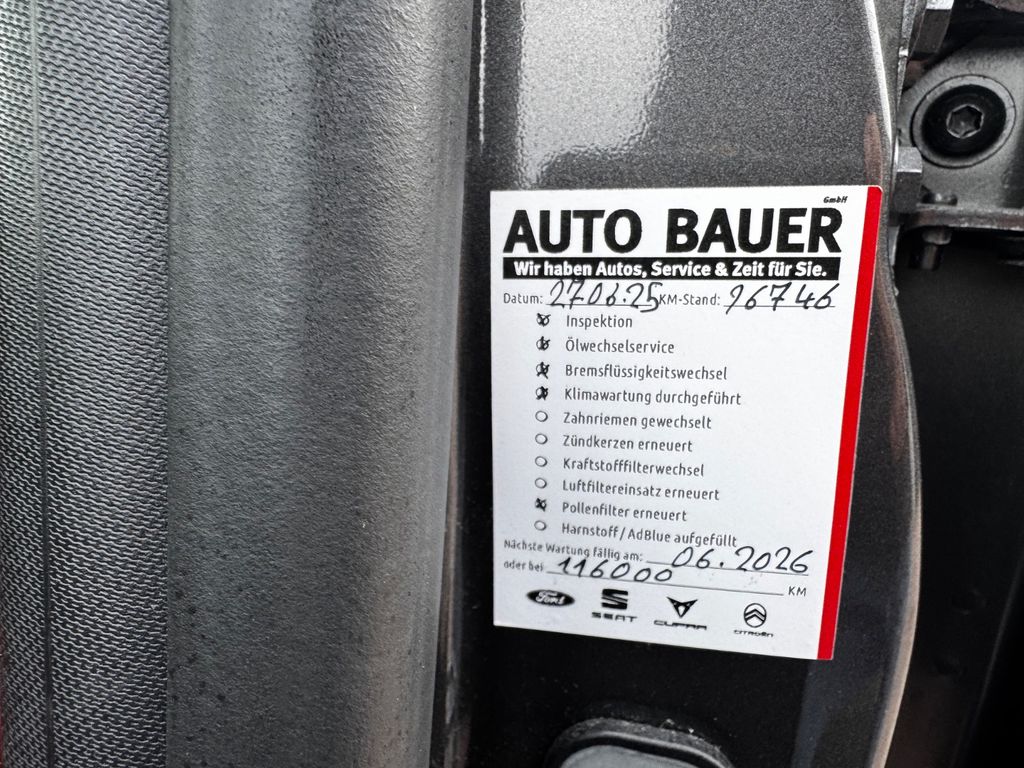 GmbH
AUTO BAUER
Wir haben Autos, Service & Zeit für Sie.
Datum: 27.06.25 KM-Stand: 96746
Inspektion
Ölwechselservice
Bremsflüssigkeitswechsel
Klimawartung durchgeführt
Zahnriemen gewechselt
Zündkerzen erneuert
Kraftstofffilterwechsel
Luftfiltereinsatz erneuert
Pollenfilter erneuert
Harnstoff/AdBlue aufgefüllt
Nächste Wartung fällig am: 06.2026
oder bei 116000 KM
Ford SEAT CUPRA CITROËN